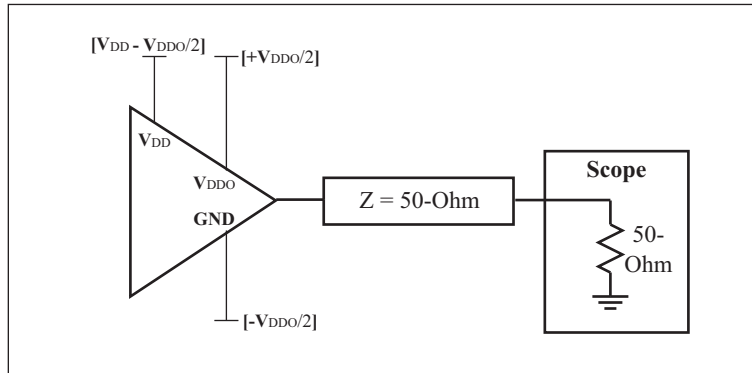 [VDD - VDDO/2]
[+VDDO/2]
VDD
VDDO
GND
[-VDDO/2]
Z = 50-Ohm
Scope
50-
Ohm